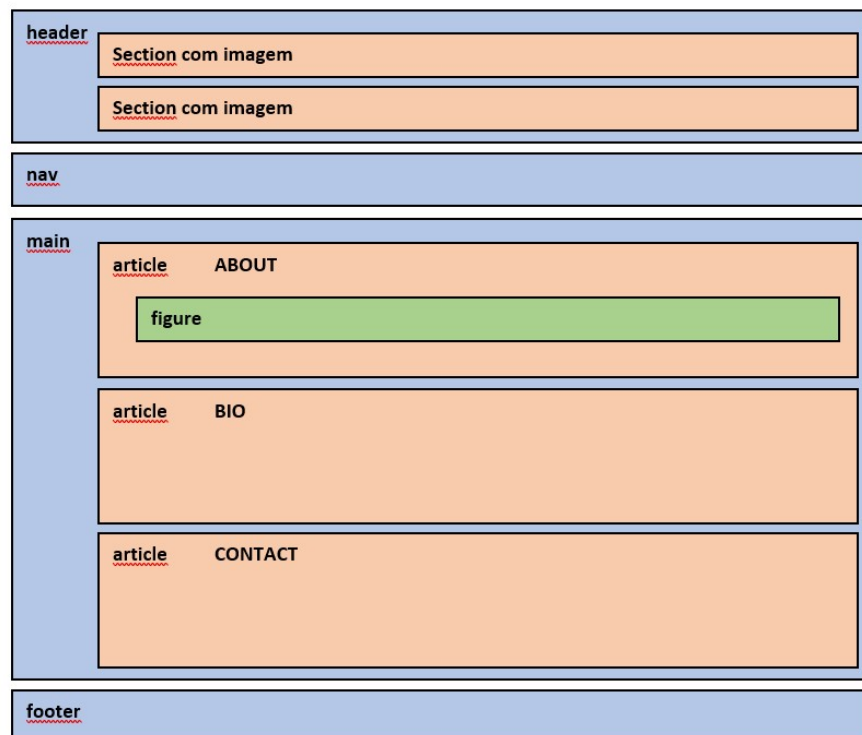 header
Section com imagem
Section com imagem
nav
main
article ABOUT
figure
article BIO
article CONTACT
footer